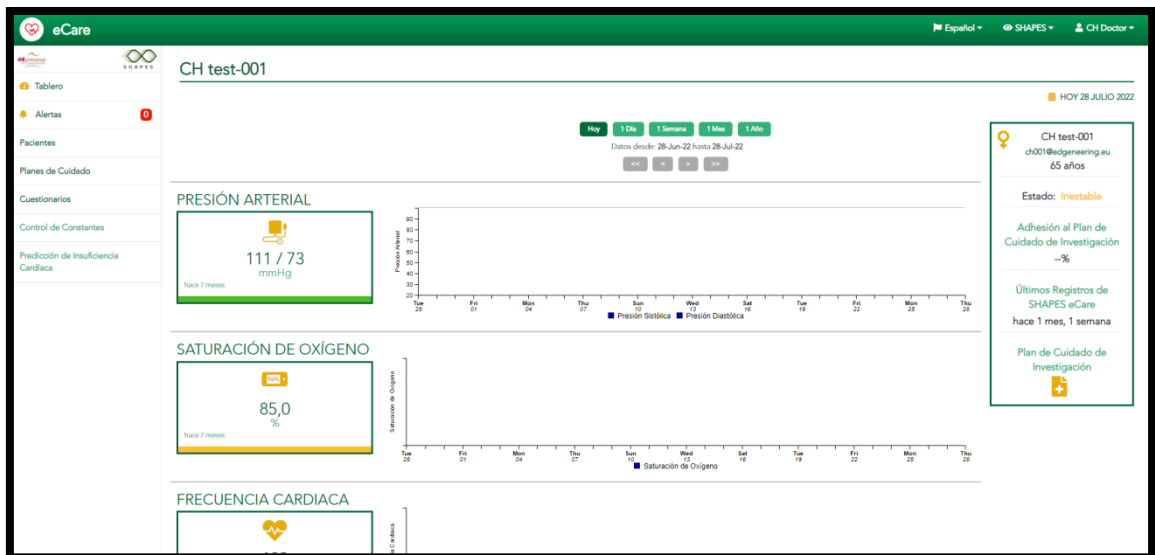 eCare
Español
SHAPES
CH Doctor
Humana
SHAPES
Tablero
Alertas
0
Pacientes
Planes de Cuidado
Cuestionarios
Control de Constantes
Predicción de Insuficiencia
Cardíaca
CH test-001
HOY 28 JULIO 2022
Hoy 1 Día 1 Semana 1 Mes 1 Año
Datos desde: 28-Jun-22 hasta 28-Jul-22
<< < > >>
PRESIÓN ARTERIAL
111 / 73
mmHg
hace 7 meses
Presión Arterial
90
80
70
60
50
40
30
20
Tue Fri Mon Thu Sun Wed Sat Tue Fri Mon Thu
28 01 04 07 10 13 16 19 22 25 28
Presión Sistólica Presión Diastólica
SATURACIÓN DE OXÍGENO
SpO₂
85,0
%
hace 7 meses
Saturación de Oxígeno
Tue Fri Mon Thu Sun Wed Sat Tue Fri Mon Thu
28 01 04 07 10 13 16 19 22 25 28
Saturación de Oxígeno
FRECUENCIA CARDIACA
CH test-001
ch001@edgeneering.eu
65 años
Estado: Inestable
Adhesión al Plan de
Cuidado de Investigación
--%
Últimos Registros de
SHAPES eCare
hace 1 mes, 1 semana
Plan de Cuidado de
Investigación